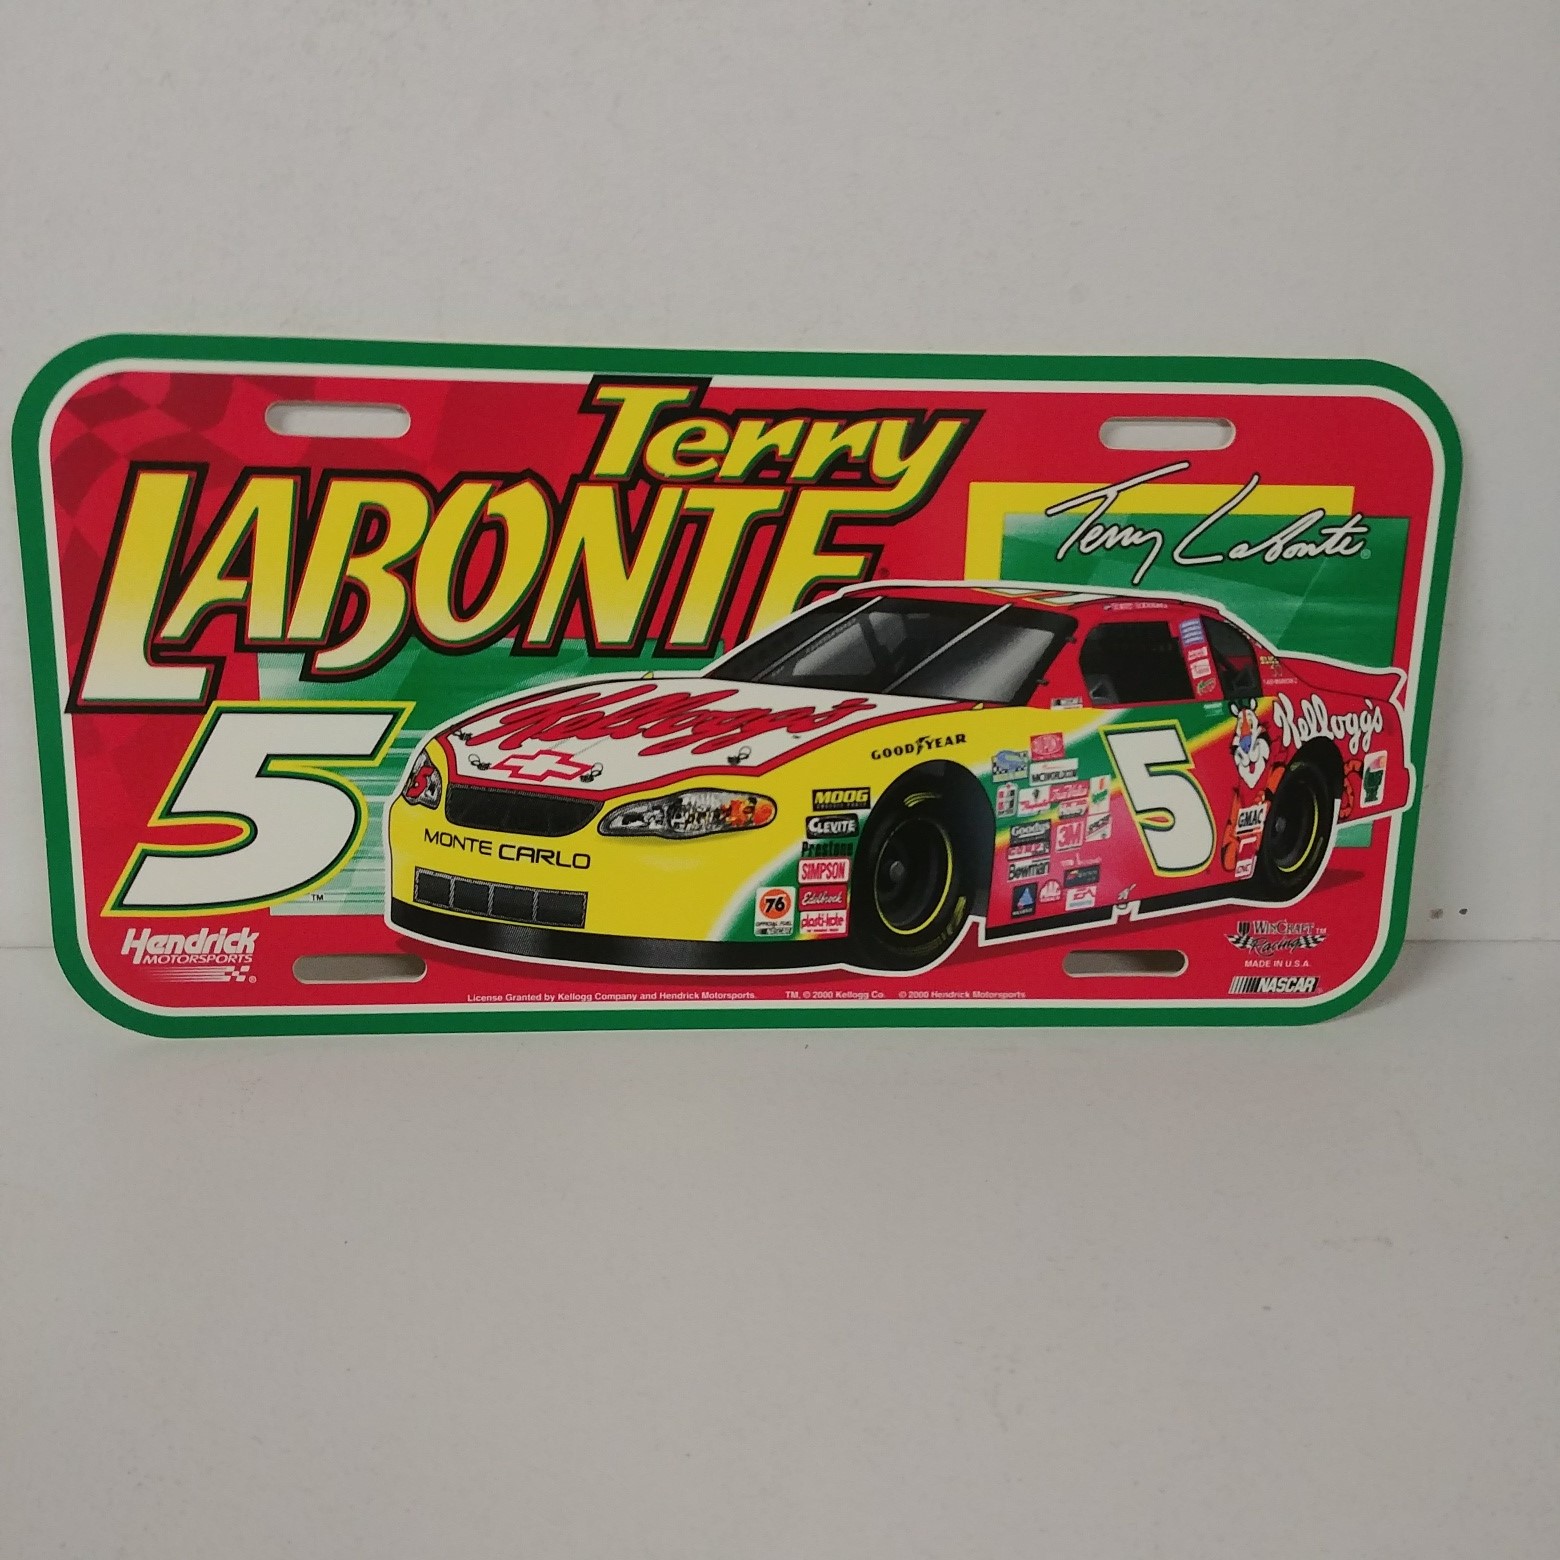 Terry
LABONTE
Terry Labonte®
5™
Kellogg's
MONTE CARLO
5
GOODYEAR
MOOG
CLEVITE
Prestone
SIMPSON
Edelbrock
plasti-kote
76
3M
Bowman
5
Kellogg's
GMAC
Hendrick
MOTORSPORTS
®
WINCRAFT™
Racing
MADE IN U.S.A.
NASCAR
License Granted by Kellogg Company and Hendrick Motorsports. TM, © 2000 Kellogg Co. © 2000 Hendrick Motorsports